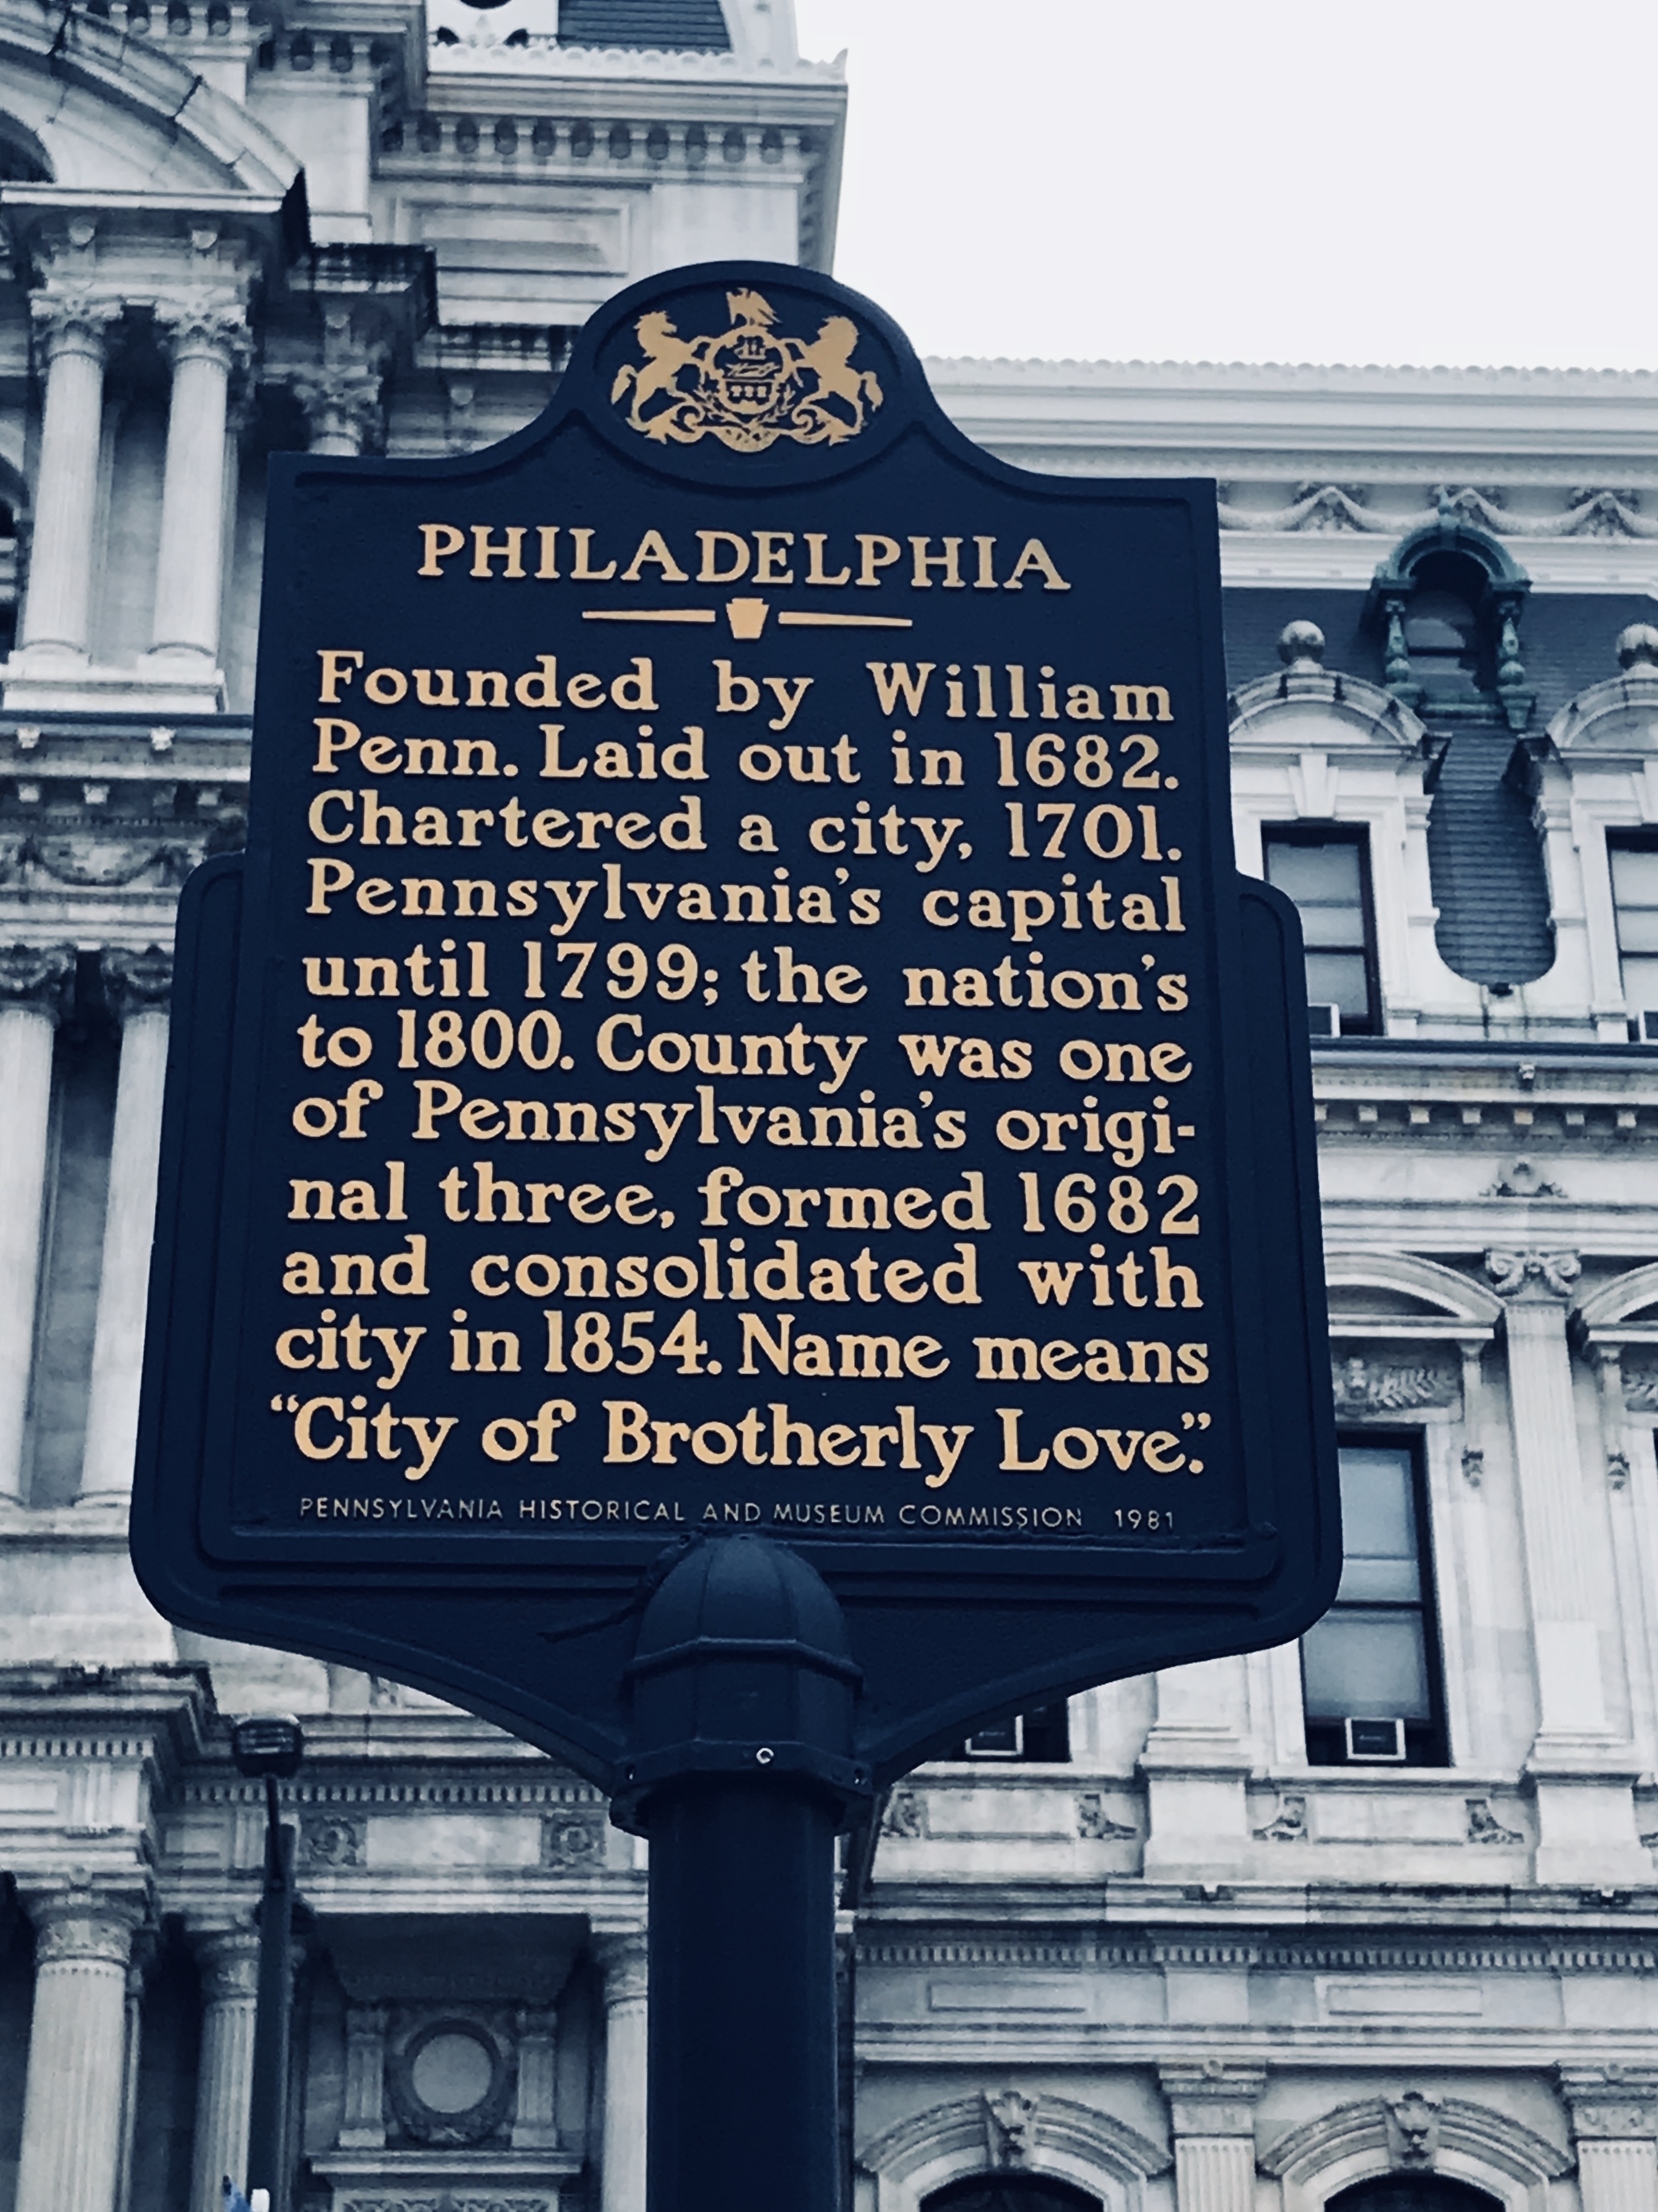 PHILADELPHIA
Founded by William
Penn. Laid out in 1682.
Chartered a city, 1701.
Pennsylvania's capital
until 1799; the nation's
to 1800. County was one
of Pennsylvania's origi-
nal three, formed 1682
and consolidated with
city in 1854. Name means
“City of Brotherly Love.”
PENNSYLVANIA HISTORICAL AND MUSEUM COMMISSION 1981